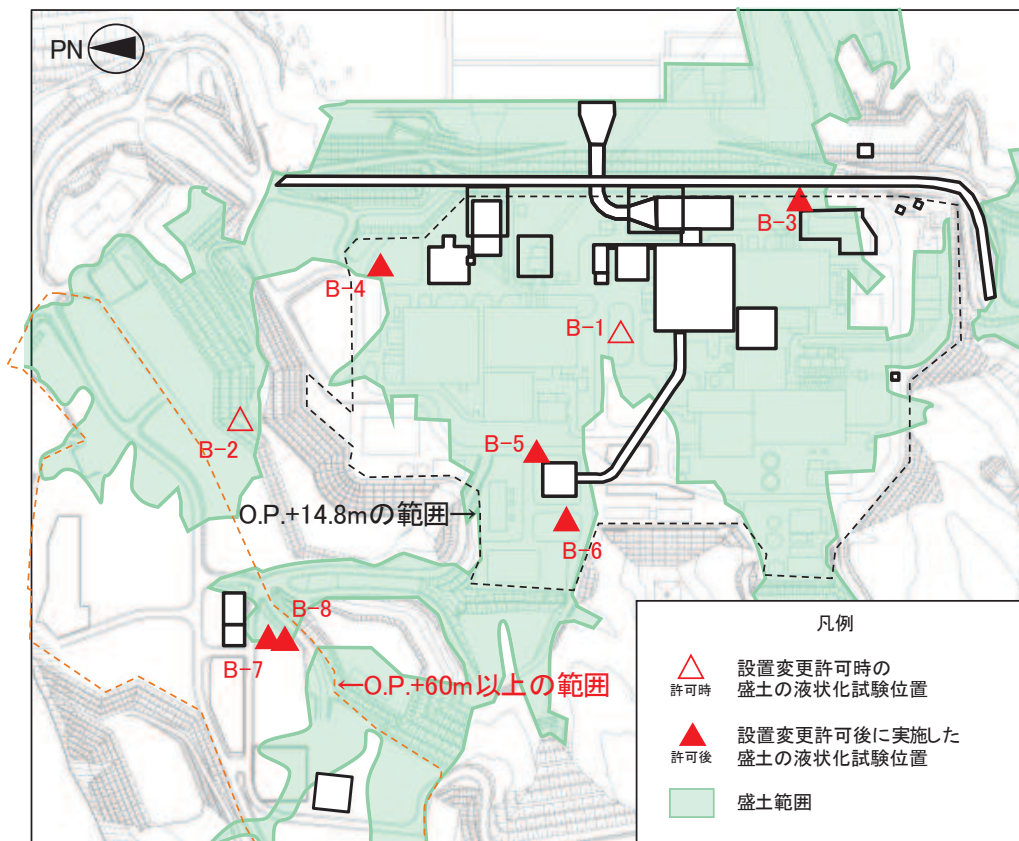 PN
B-3
B-4
B-1
B-2
B-5
O.P.+14.8mの範囲→
B-6
B-8
B-7
←O.P.+60m以上の範囲
凡例
許可時
設置変更許可時の
盛土の液状化試験位置
許可後
設置変更許可後に実施した
盛土の液状化試験位置
盛土範囲